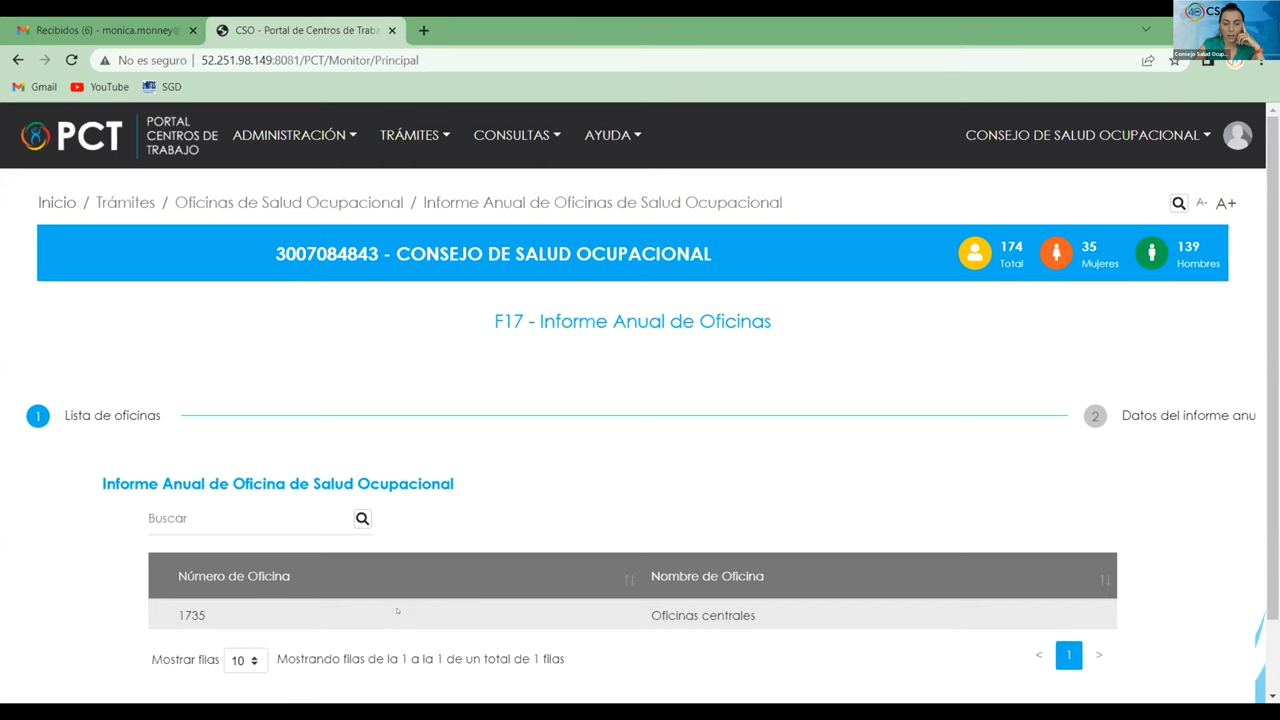 Recibidos (6) - monica.monney@
CSO - Portal de Centros de Traba
No es seguro
52.251.98.149:8081/PCT/Monitor/Principal
Gmail
YouTube
SGD
Consejo Salud Ocup...
PCT
PORTAL
CENTROS DE
TRABAJO
ADMINISTRACIÓN
TRÁMITES
CONSULTAS
AYUDA
CONSEJO DE SALUD OCUPACIONAL
Inicio / Trámites / Oficinas de Salud Ocupacional / Informe Anual de Oficinas de Salud Ocupacional
A- A+
3007084843 - CONSEJO DE SALUD OCUPACIONAL
174
Total
35
Mujeres
139
Hombres
F17 - Informe Anual de Oficinas
1 Lista de oficinas
2 Datos del informe anu
Informe Anual de Oficina de Salud Ocupacional
Buscar
Número de Oficina
Nombre de Oficina
1735
Oficinas centrales
Mostrar filas 10 Mostrando filas de la 1 a la 1 de un total de 1 filas
< 1 >